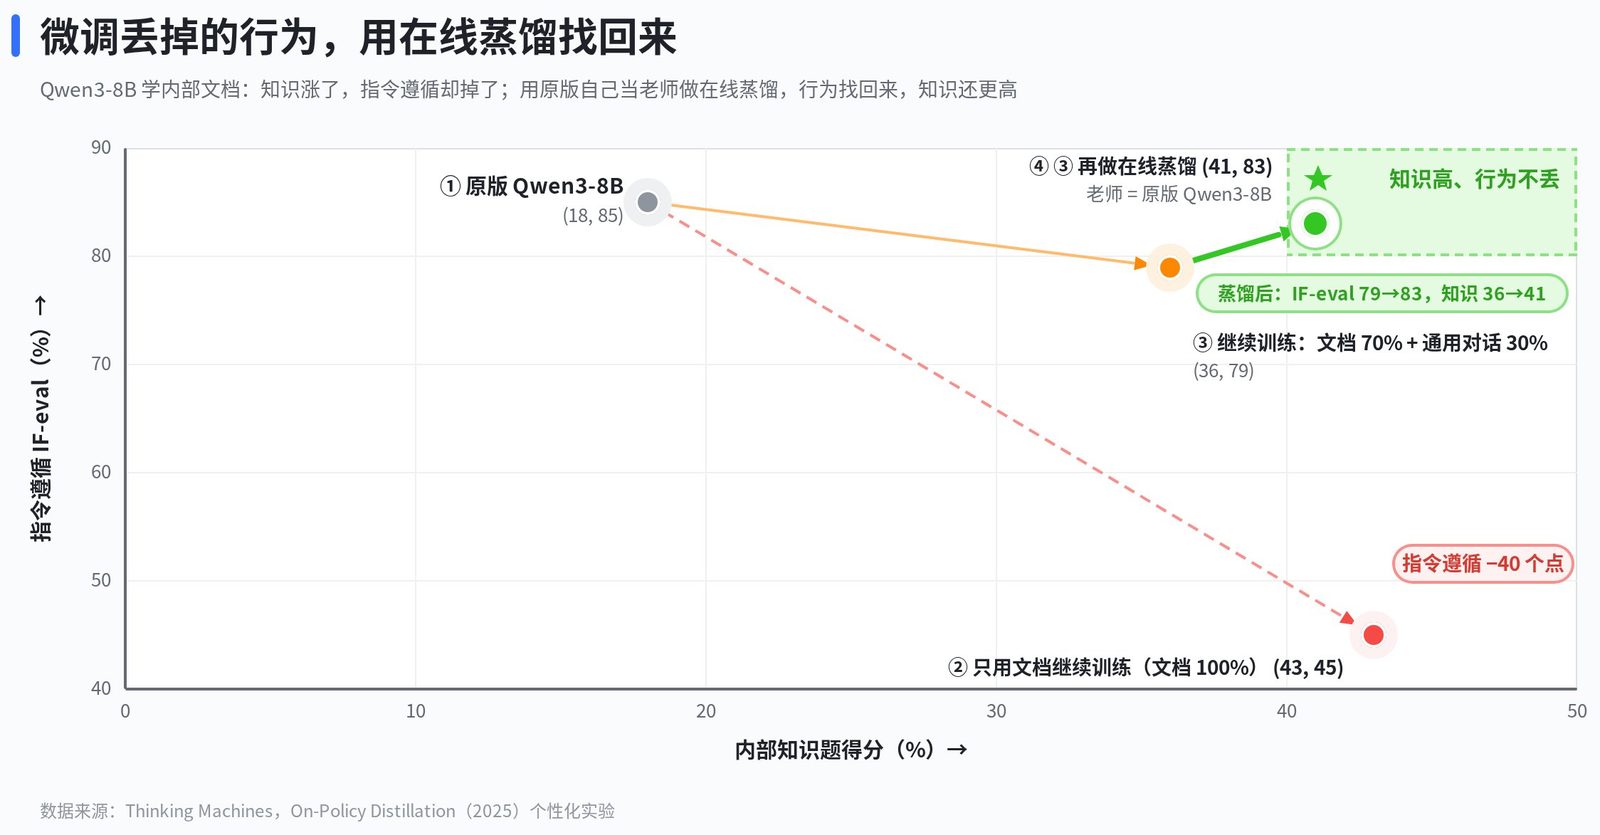 微调丢掉的行为，用在线蒸馏找回来
Qwen3-8B 学内部文档：知识涨了，指令遵循却掉了；用原版自己当老师做在线蒸馏，行为找回来，知识还更高
90
80
70
60
50
40
指令遵循 IF-eval（%）→
① 原版 Qwen3-8B
(18, 85)
④ ③ 再做在线蒸馏 (41, 83)
老师 = 原版 Qwen3-8B
★ 知识高、行为不丢
蒸馏后：IF-eval 79→83，知识 36→41
③ 继续训练：文档 70% + 通用对话 30%
(36, 79)
指令遵循 −40 个点
② 只用文档继续训练（文档 100%） (43, 45)
0 10 20 30 40 50
内部知识题得分（%）→
数据来源：Thinking Machines，On-Policy Distillation（2025）个性化实验